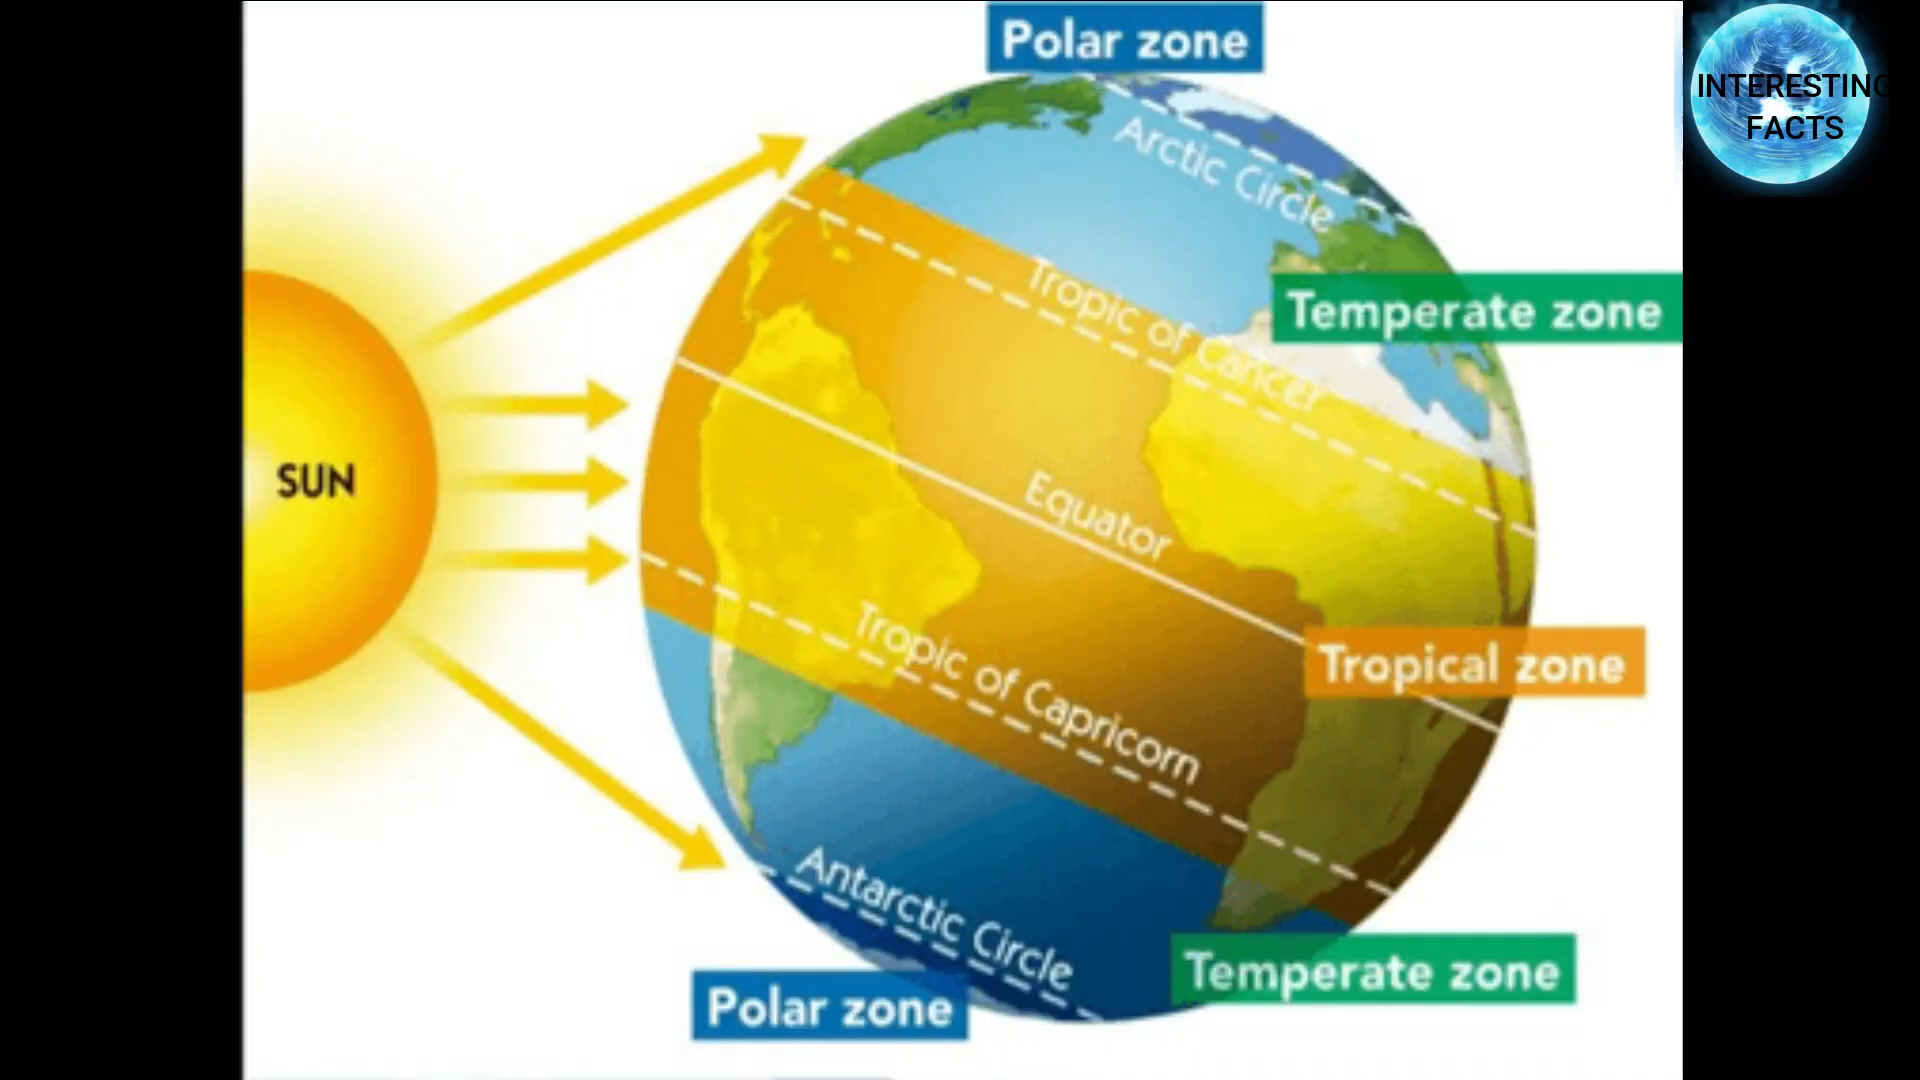 Polar zone
INTERESTING
FACTS
Arctic Circle
Tropic of Cancer
Temperate zone
SUN
Equator
Tropical zone
Tropic of Capricorn
Antarctic Circle
Temperate zone
Polar zone